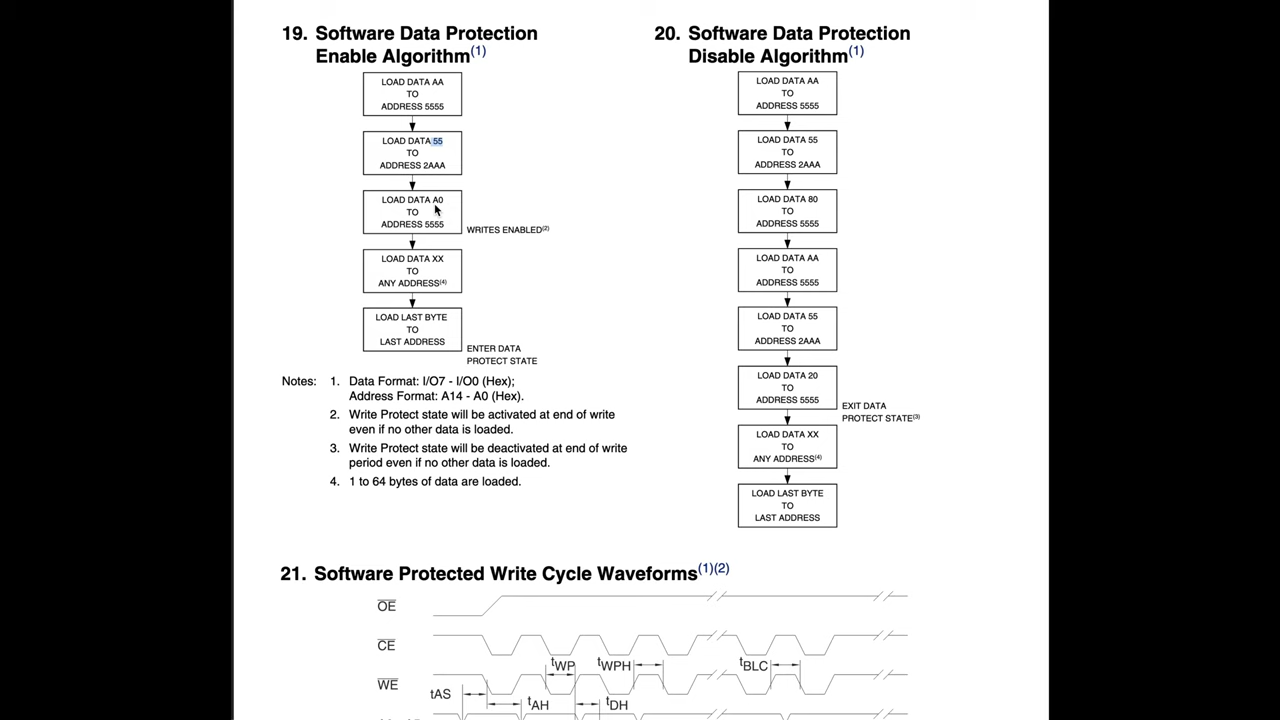 19. Software Data Protection
Enable Algorithm(1)
LOAD DATA AA
TO
ADDRESS 5555
LOAD DATA 55
TO
ADDRESS 2AAA
LOAD DATA A0
TO
ADDRESS 5555
WRITES ENABLED(2)
LOAD DATA XX
TO
ANY ADDRESS(4)
LOAD LAST BYTE
TO
LAST ADDRESS
ENTER DATA
PROTECT STATE
Notes: 1. Data Format: I/O7 - I/O0 (Hex);
Address Format: A14 - A0 (Hex).
2. Write Protect state will be activated at end of write
even if no other data is loaded.
3. Write Protect state will be deactivated at end of write
period even if no other data is loaded.
4. 1 to 64 bytes of data are loaded.
20. Software Data Protection
Disable Algorithm(1)
LOAD DATA AA
TO
ADDRESS 5555
LOAD DATA 55
TO
ADDRESS 2AAA
LOAD DATA 80
TO
ADDRESS 5555
LOAD DATA AA
TO
ADDRESS 5555
LOAD DATA 55
TO
ADDRESS 2AAA
LOAD DATA 20
TO
ADDRESS 5555
EXIT DATA
PROTECT STATE(3)
LOAD DATA XX
TO
ANY ADDRESS(4)
LOAD LAST BYTE
TO
LAST ADDRESS
21. Software Protected Write Cycle Waveforms(1)(2)
OE
CE
tWP tWPH tBLC
WE
tAS
tAH tDH